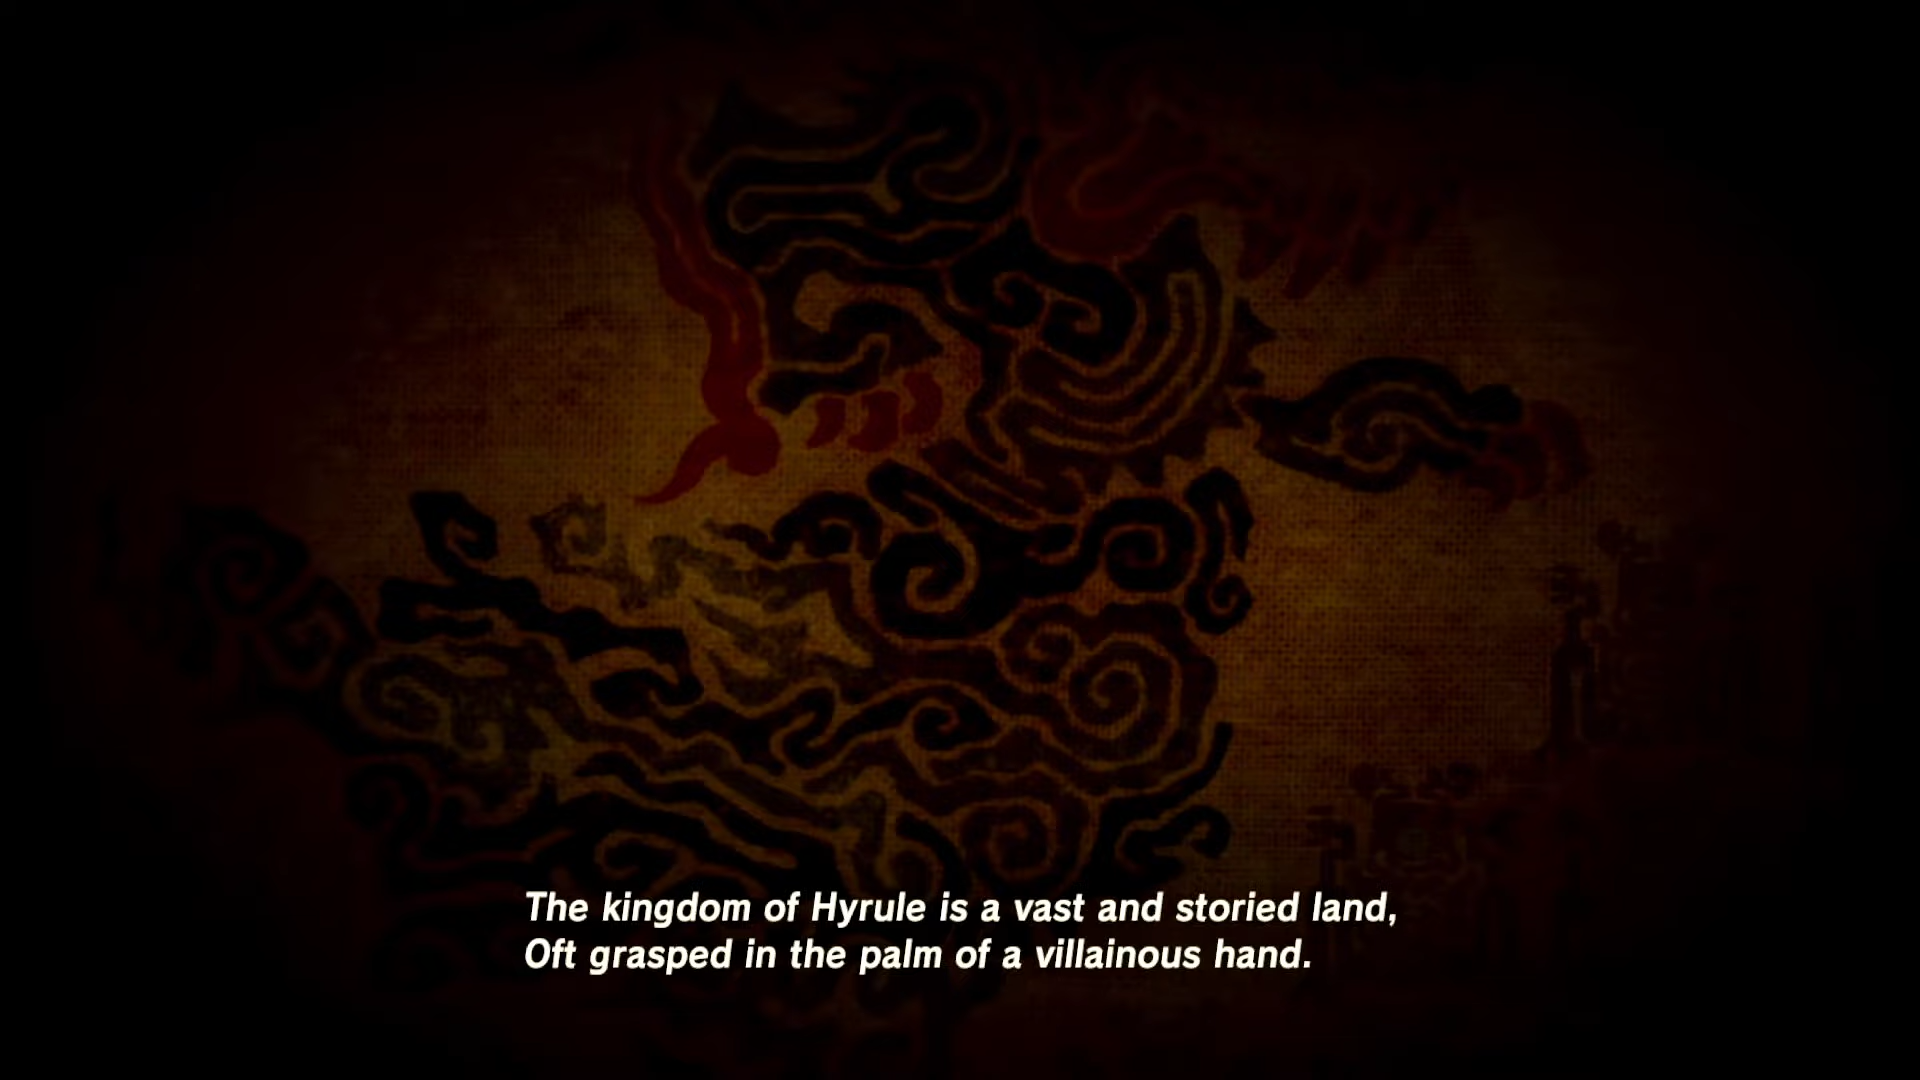 The kingdom of Hyrule is a vast and storied land,
Oft grasped in the palm of a villainous hand.